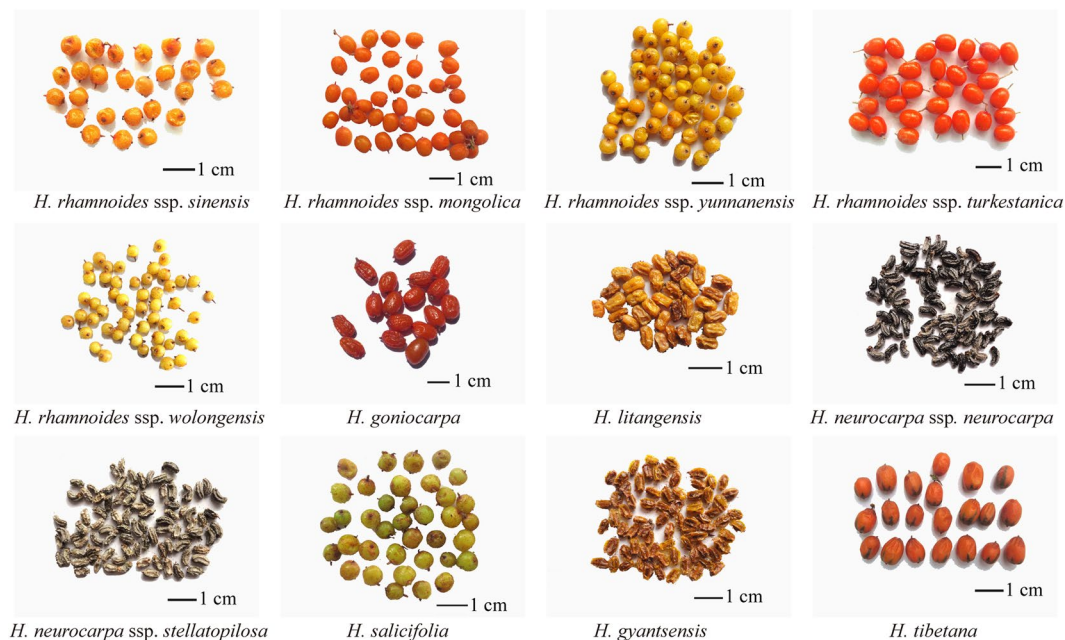 1 cm 1 cm 1 cm 1 cm
H. rhamnoides ssp. sinensis H. rhamnoides ssp. mongolica H. rhamnoides ssp. yunnanensis H. rhamnoides ssp. turkestanica
1 cm 1 cm 1 cm 1 cm
H. rhamnoides ssp. wolongensis H. goniocarpa H. litangensis H. neurocarpa ssp. neurocarpa
1 cm 1 cm 1 cm 1 cm
H. neurocarpa ssp. stellatopilosa H. salicifolia H. gyantsensis H. tibetana